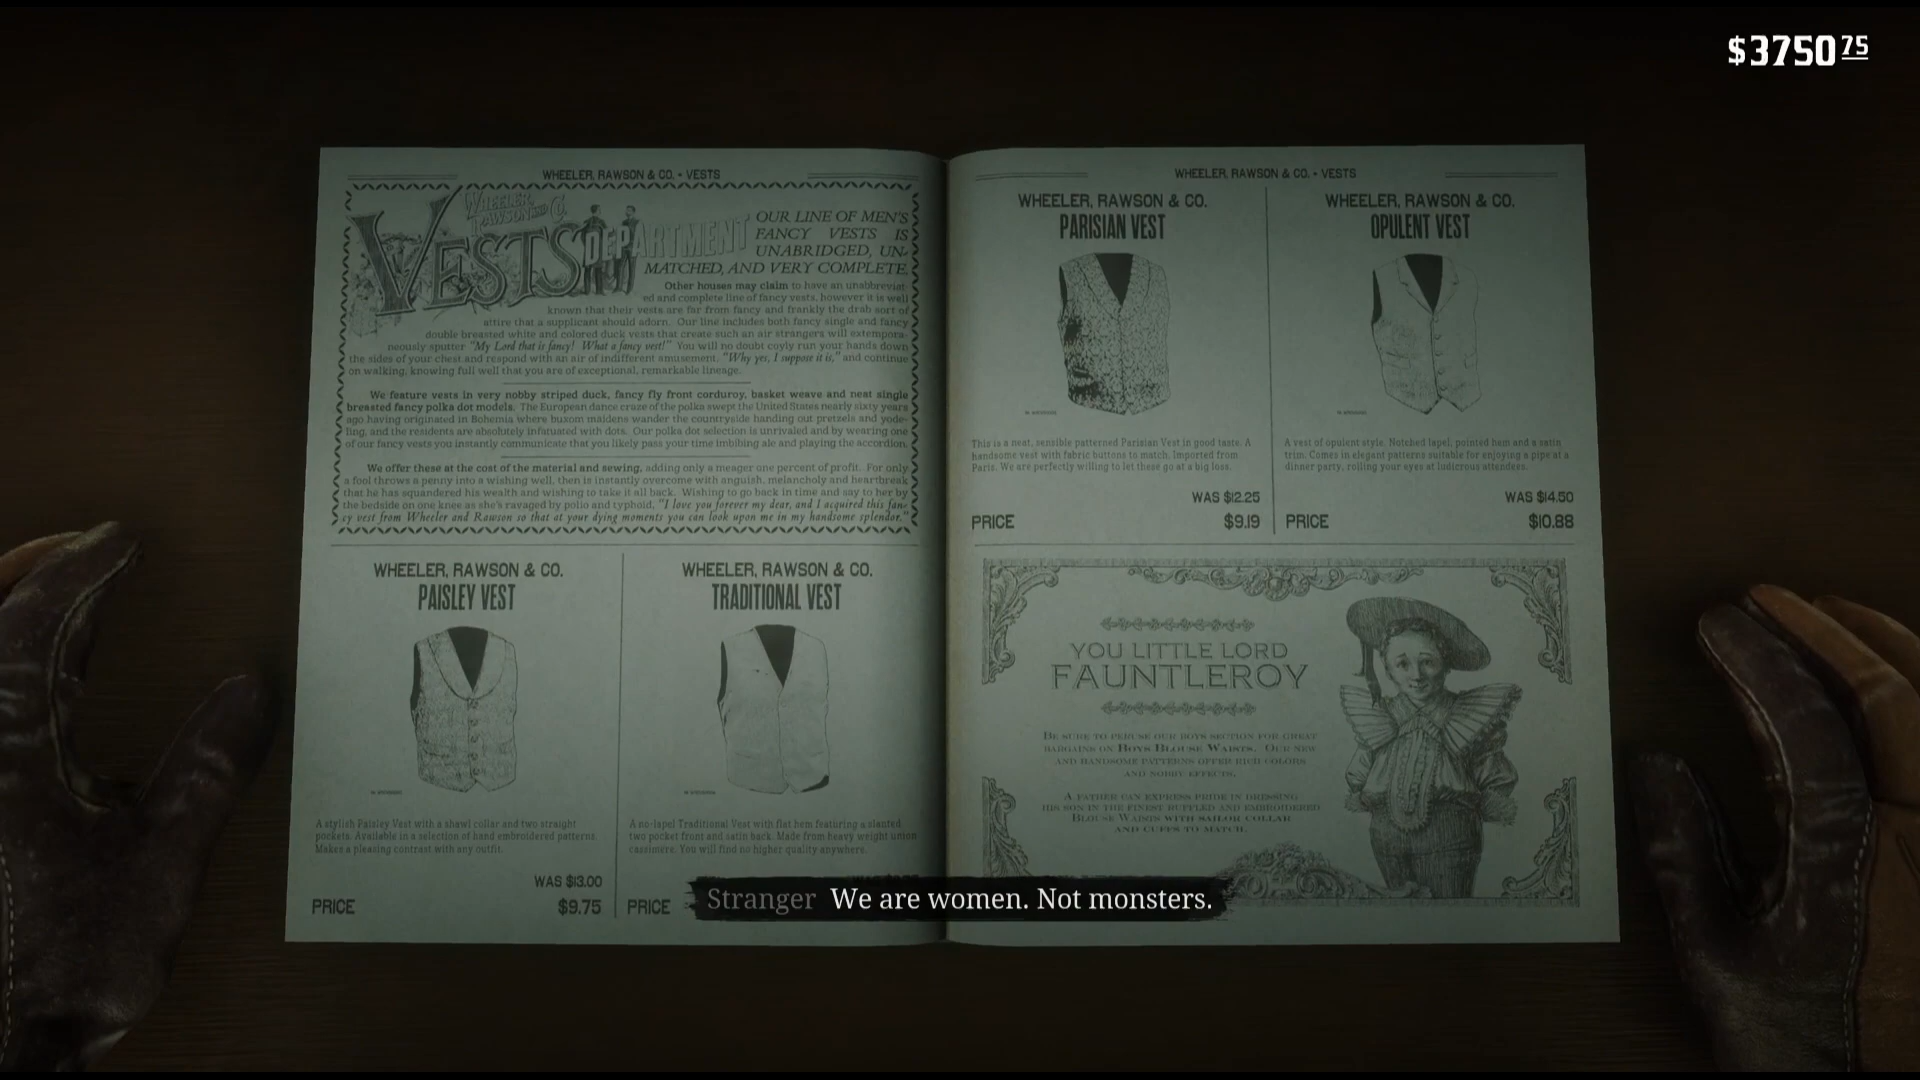 $3750 75
WHEELER, RAWSON & CO. • VESTS
WHEELER, RAWSON AND CO.
VESTS DEPARTMENT
OUR LINE OF MEN'S
FANCY VESTS IS
UNABRIDGED, UN-
MATCHED, AND VERY COMPLETE.
Other houses may claim to have an unabbreviat-
ed and complete line of fancy vests, however it is well
known that their vests are far from fancy and frankly the drab sort of
attire that a supplicant should adorn. Our line includes both fancy single and fancy
double breasted white and colored duck vests that create such an air strangers will extempora-
neously sputter "My Lord that is fancy! What a fancy vest!" You will no doubt coyly run your hands down
the sides of your chest and respond with an air of indifferent amusement, "Why yes, I suppose it is," and continue
on walking, knowing full well that you are of exceptional, remarkable lineage.
We feature vests in very nobby striped duck, fancy fly front corduroy, basket weave and neat single
breasted fancy polka dot models. The European dance craze of the polka swept the United States nearly sixty years
ago having originated in Bohemia where buxom maidens wander the countryside handing out pretzels and yode-
ling, and the residents are absolutely infatuated with dots. Our polka dot selection is unrivaled and by wearing one
of our fancy vests you instantly communicate that you likely pass your time imbibing ale and playing the accordion.
We offer these at the cost of the material and sewing, adding only a meager one percent of profit. For only
a fool throws a penny into a wishing well, then is instantly overcome with anguish, melancholy and heartbreak
that he has squandered his wealth and wishing to take it all back. Wishing to go back in time and say to her by
the bedside on one knee as she's ravaged by polio and typhoid, "I love you forever my dear, and I acquired this fan-
cy vest from Wheeler and Rawson so that at your dying moments you can look upon me in my handsome splendor."
WHEELER, RAWSON & CO.
PAISLEY VEST
A stylish Paisley Vest with a shawl collar and two straight
pockets. Available in a selection of hand embroidered patterns.
Makes a pleasing contrast with any outfit.
WAS $13.00
PRICE $9.75
WHEELER, RAWSON & CO.
TRADITIONAL VEST
A no-lapel Traditional Vest with flat hem featuring a slanted
two pocket front and satin back. Made from heavy weight union
cassimere. You will find no higher quality anywhere.
PRICE
WHEELER, RAWSON & CO. • VESTS
WHEELER, RAWSON & CO.
PARISIAN VEST
This is a neat, sensible patterned Parisian Vest in good taste. A
handsome vest with fabric buttons to match. Imported from
Paris. We are perfectly willing to let these go at a big loss.
WAS $12.25
PRICE $9.19
WHEELER, RAWSON & CO.
OPULENT VEST
A vest of opulent style. Notched lapel, pointed hem and a satin
trim. Comes in elegant patterns suitable for enjoying a pipe at a
dinner party, rolling your eyes at ludicrous attendees.
WAS $14.50
PRICE $10.88
YOU LITTLE LORD
FAUNTLEROY
BE SURE TO PERUSE OUR BOYS SECTION FOR GREAT
BARGAINS ON BOYS BLOUSE WAISTS. OUR NEW
AND HANDSOME PATTERNS OFFER RICH COLORS
AND NOBBY EFFECTS.
A FATHER CAN EXPRESS PRIDE IN DRESSING
HIS SON IN THE FINEST RUFFLED AND EMBROIDERED
BLOUSE WAISTS WITH SAILOR COLLAR
AND CUFFS TO MATCH.
Stranger We are women. Not monsters.